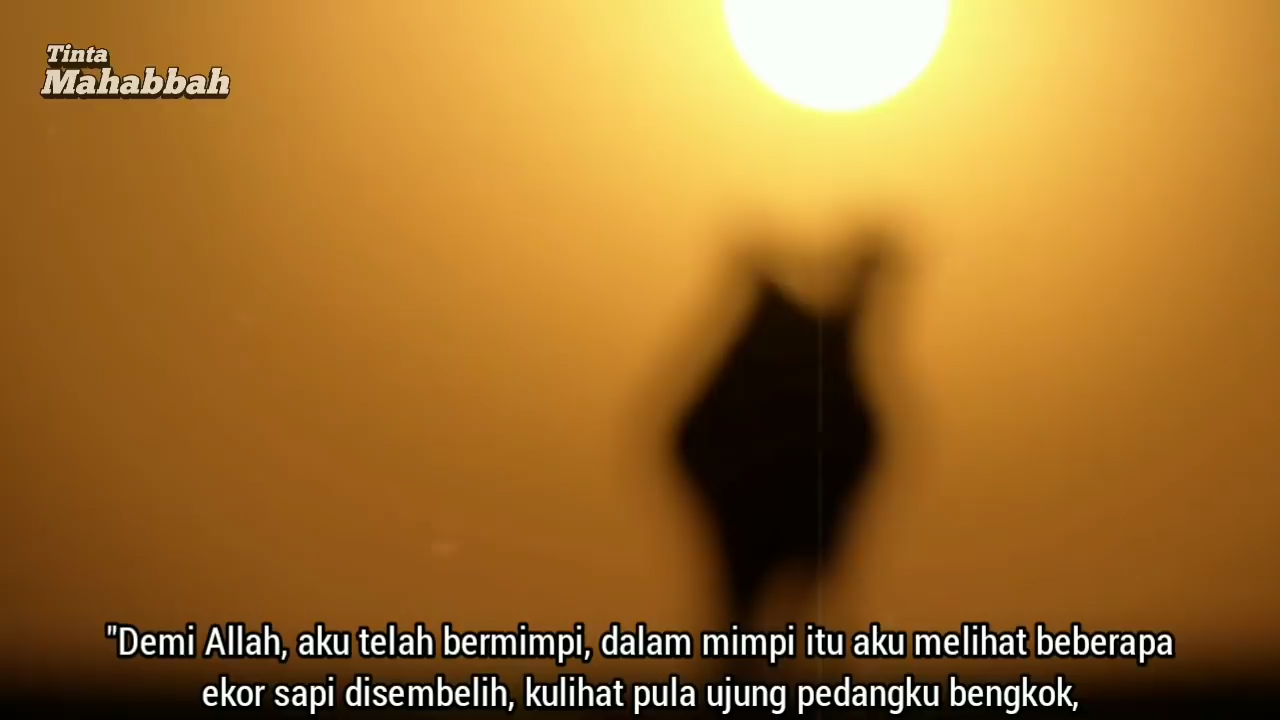 Tinta
Mahabbah
"Demi Allah, aku telah bermimpi, dalam mimpi itu aku melihat beberapa
ekor sapi disembelih, kulihat pula ujung pedangku bengkok,